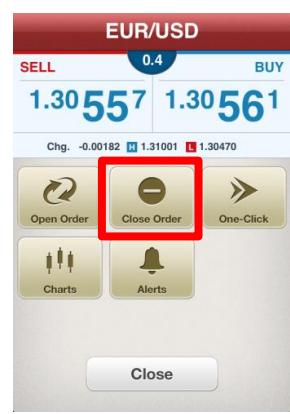 EUR/USD
SELL 0.4 BUY
1.30557 1.30561
Chg. -0.00182 H 1.31001 L 1.30470
Open Order Close Order One-Click
Charts Alerts
Close